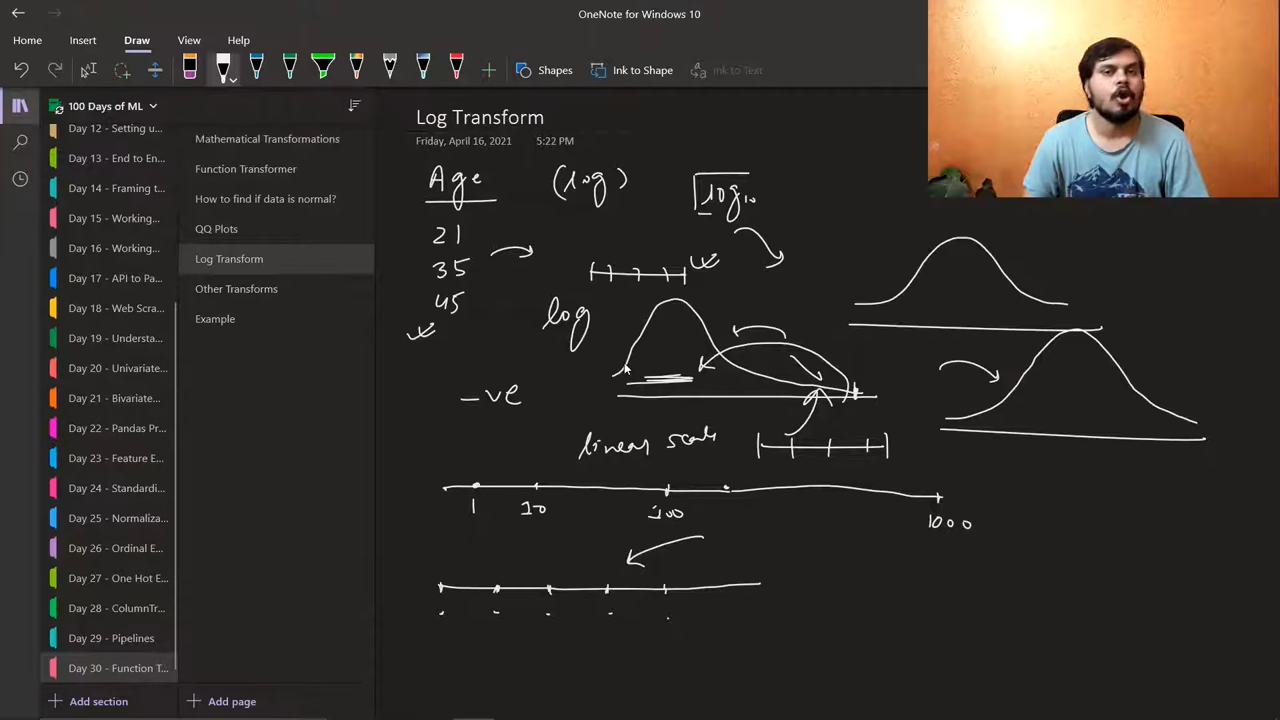 OneNote for Windows 10
Home Insert Draw View Help
Shapes Ink to Shape Ink to Text
100 Days of ML
Day 12 - Setting u...
Day 13 - End to En...
Day 14 - Framing t...
Day 15 - Working...
Day 16 - Working...
Day 17 - API to Pa...
Day 18 - Web Scra...
Day 19 - Understa...
Day 20 - Univariate...
Day 21 - Bivariate...
Day 22 - Pandas Pr...
Day 23 - Feature E...
Day 24 - Standardi...
Day 25 - Normaliza...
Day 26 - Ordinal E...
Day 27 - One Hot E...
Day 28 - ColumnTr...
Day 29 - Pipelines
Day 30 - Function T...
Add section
Mathematical Transformations
Function Transformer
How to find if data is normal?
QQ Plots
Log Transform
Other Transforms
Example
Add page
Log Transform
Friday, April 16, 2021 5:22 PM
Age (log) log10
21
35
45
log
-ve
linear scale
1 10 100 1000